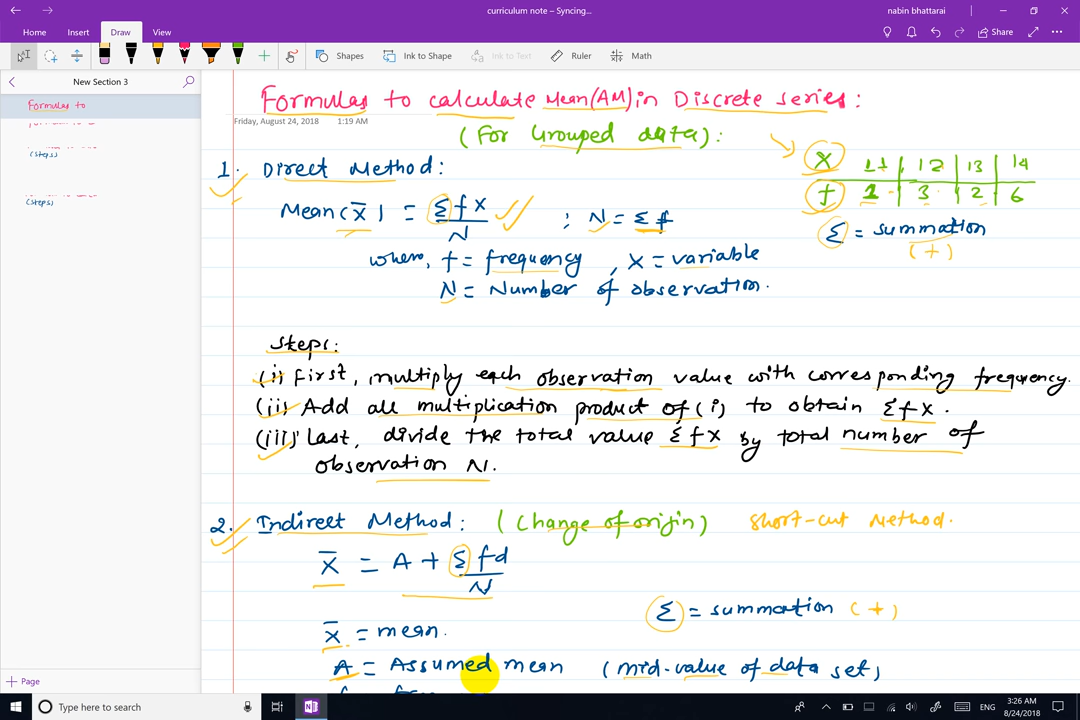 curriculum note – Syncing...
nabin bhattarai
Home Insert Draw View
Share
Shapes Ink to Shape Ink to Text Ruler Math
New Section 3
Formulas to
(steps)
(steps)
Formulas to calculate Mean(AM) in Discrete series:
Friday, August 24, 2018 1:19 AM
(For Grouped data):
X 11 12 13 14
f 1 3 2 6
Σ = summation
(+)
1. Direct Method:
Mean(x̄) = Σfx/N ; N = Σf
where, f = frequency, x = variable
N = Number of observation.
Steps:
(i) First, multiply each observation value with corresponding frequency.
(ii) Add all multiplication product of (i) to obtain Σfx.
(iii) Last, divide the total value Σfx by total number of
observation N.
2. Indirect Method: (Change of origin) Short-cut Method.
x̄ = A + Σfd/N
Σ = summation (+)
x̄ = mean.
A = Assumed mean (mid-value of data set)
Page
Type here to search
ENG
3:26 AM
8/24/2018